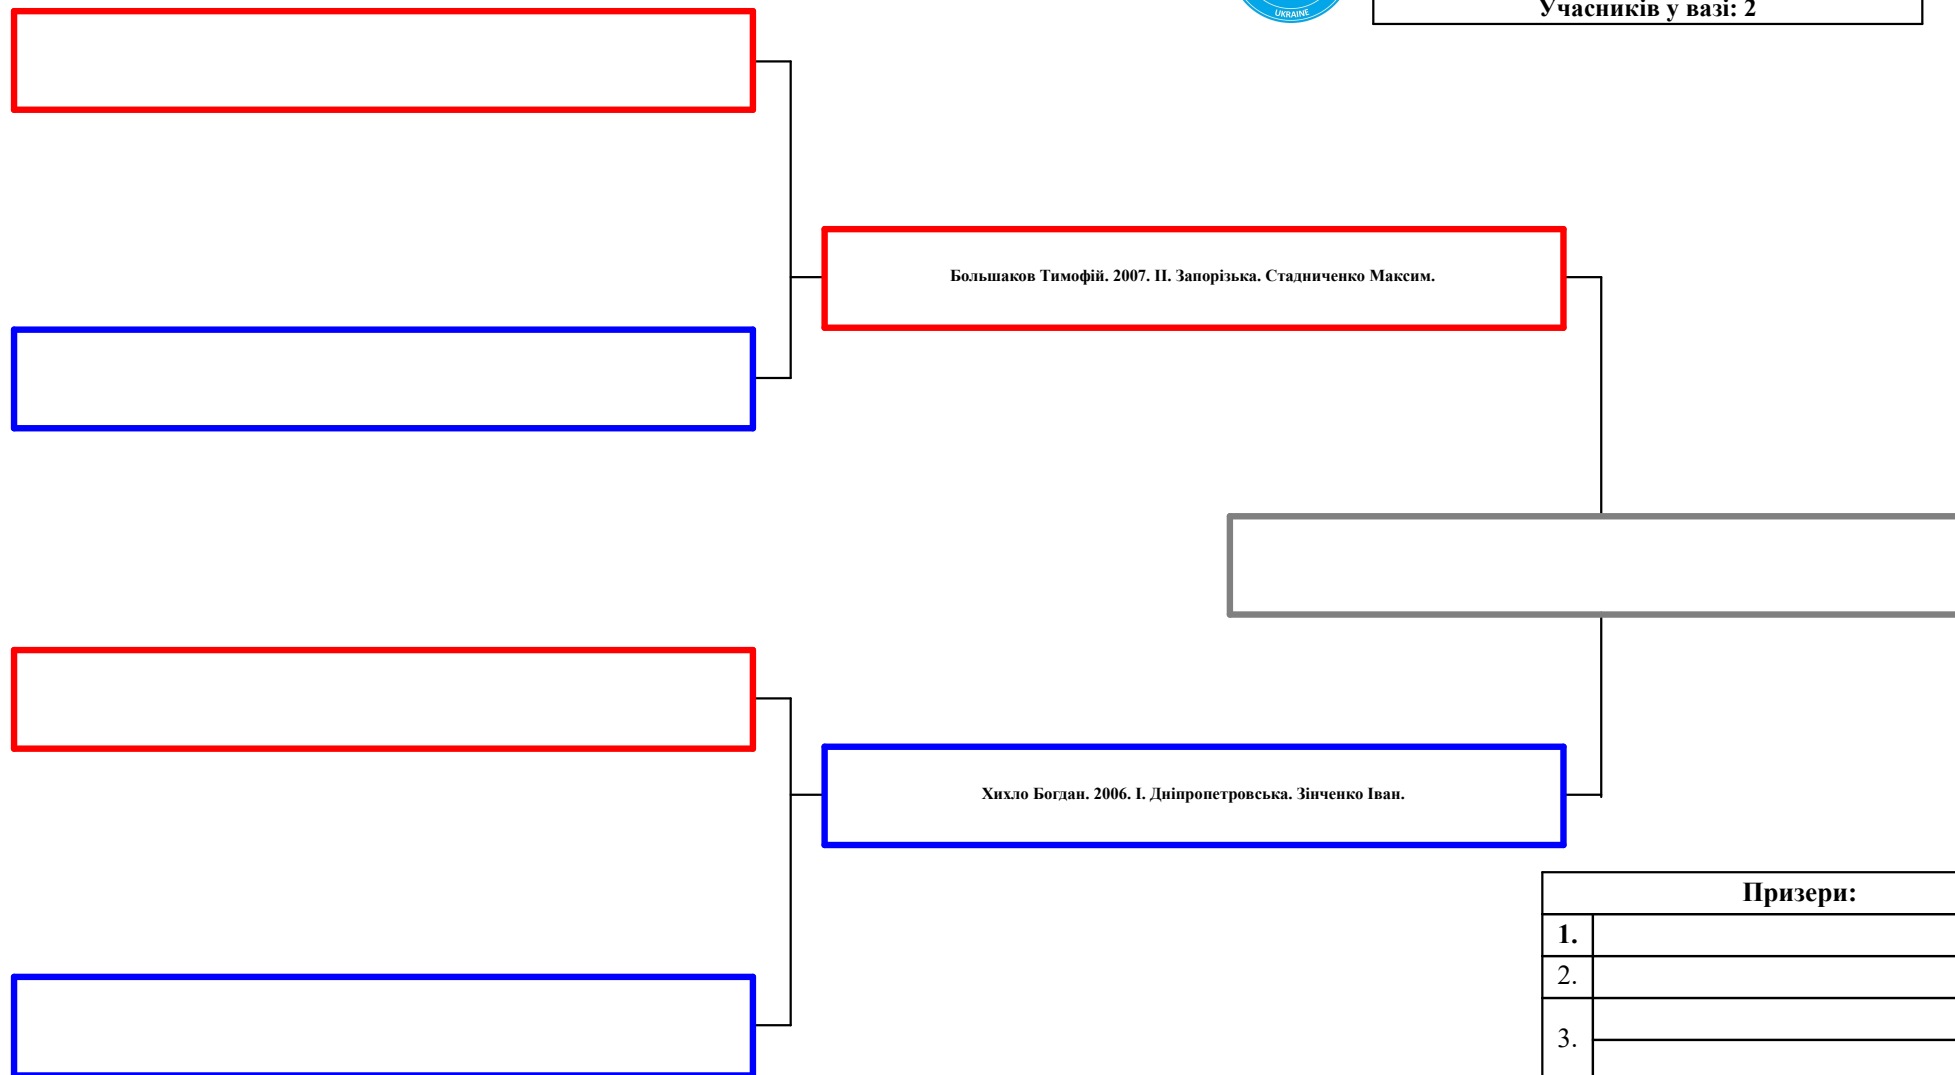 UKRAINE
Учасників у вазі: 2
Большаков Тимофій. 2007. II. Запорізька. Стадниченко Максим.
Хихло Богдан. 2006. I. Дніпропетровська. Зінченко Іван.
Призери:
1.
2.
3.